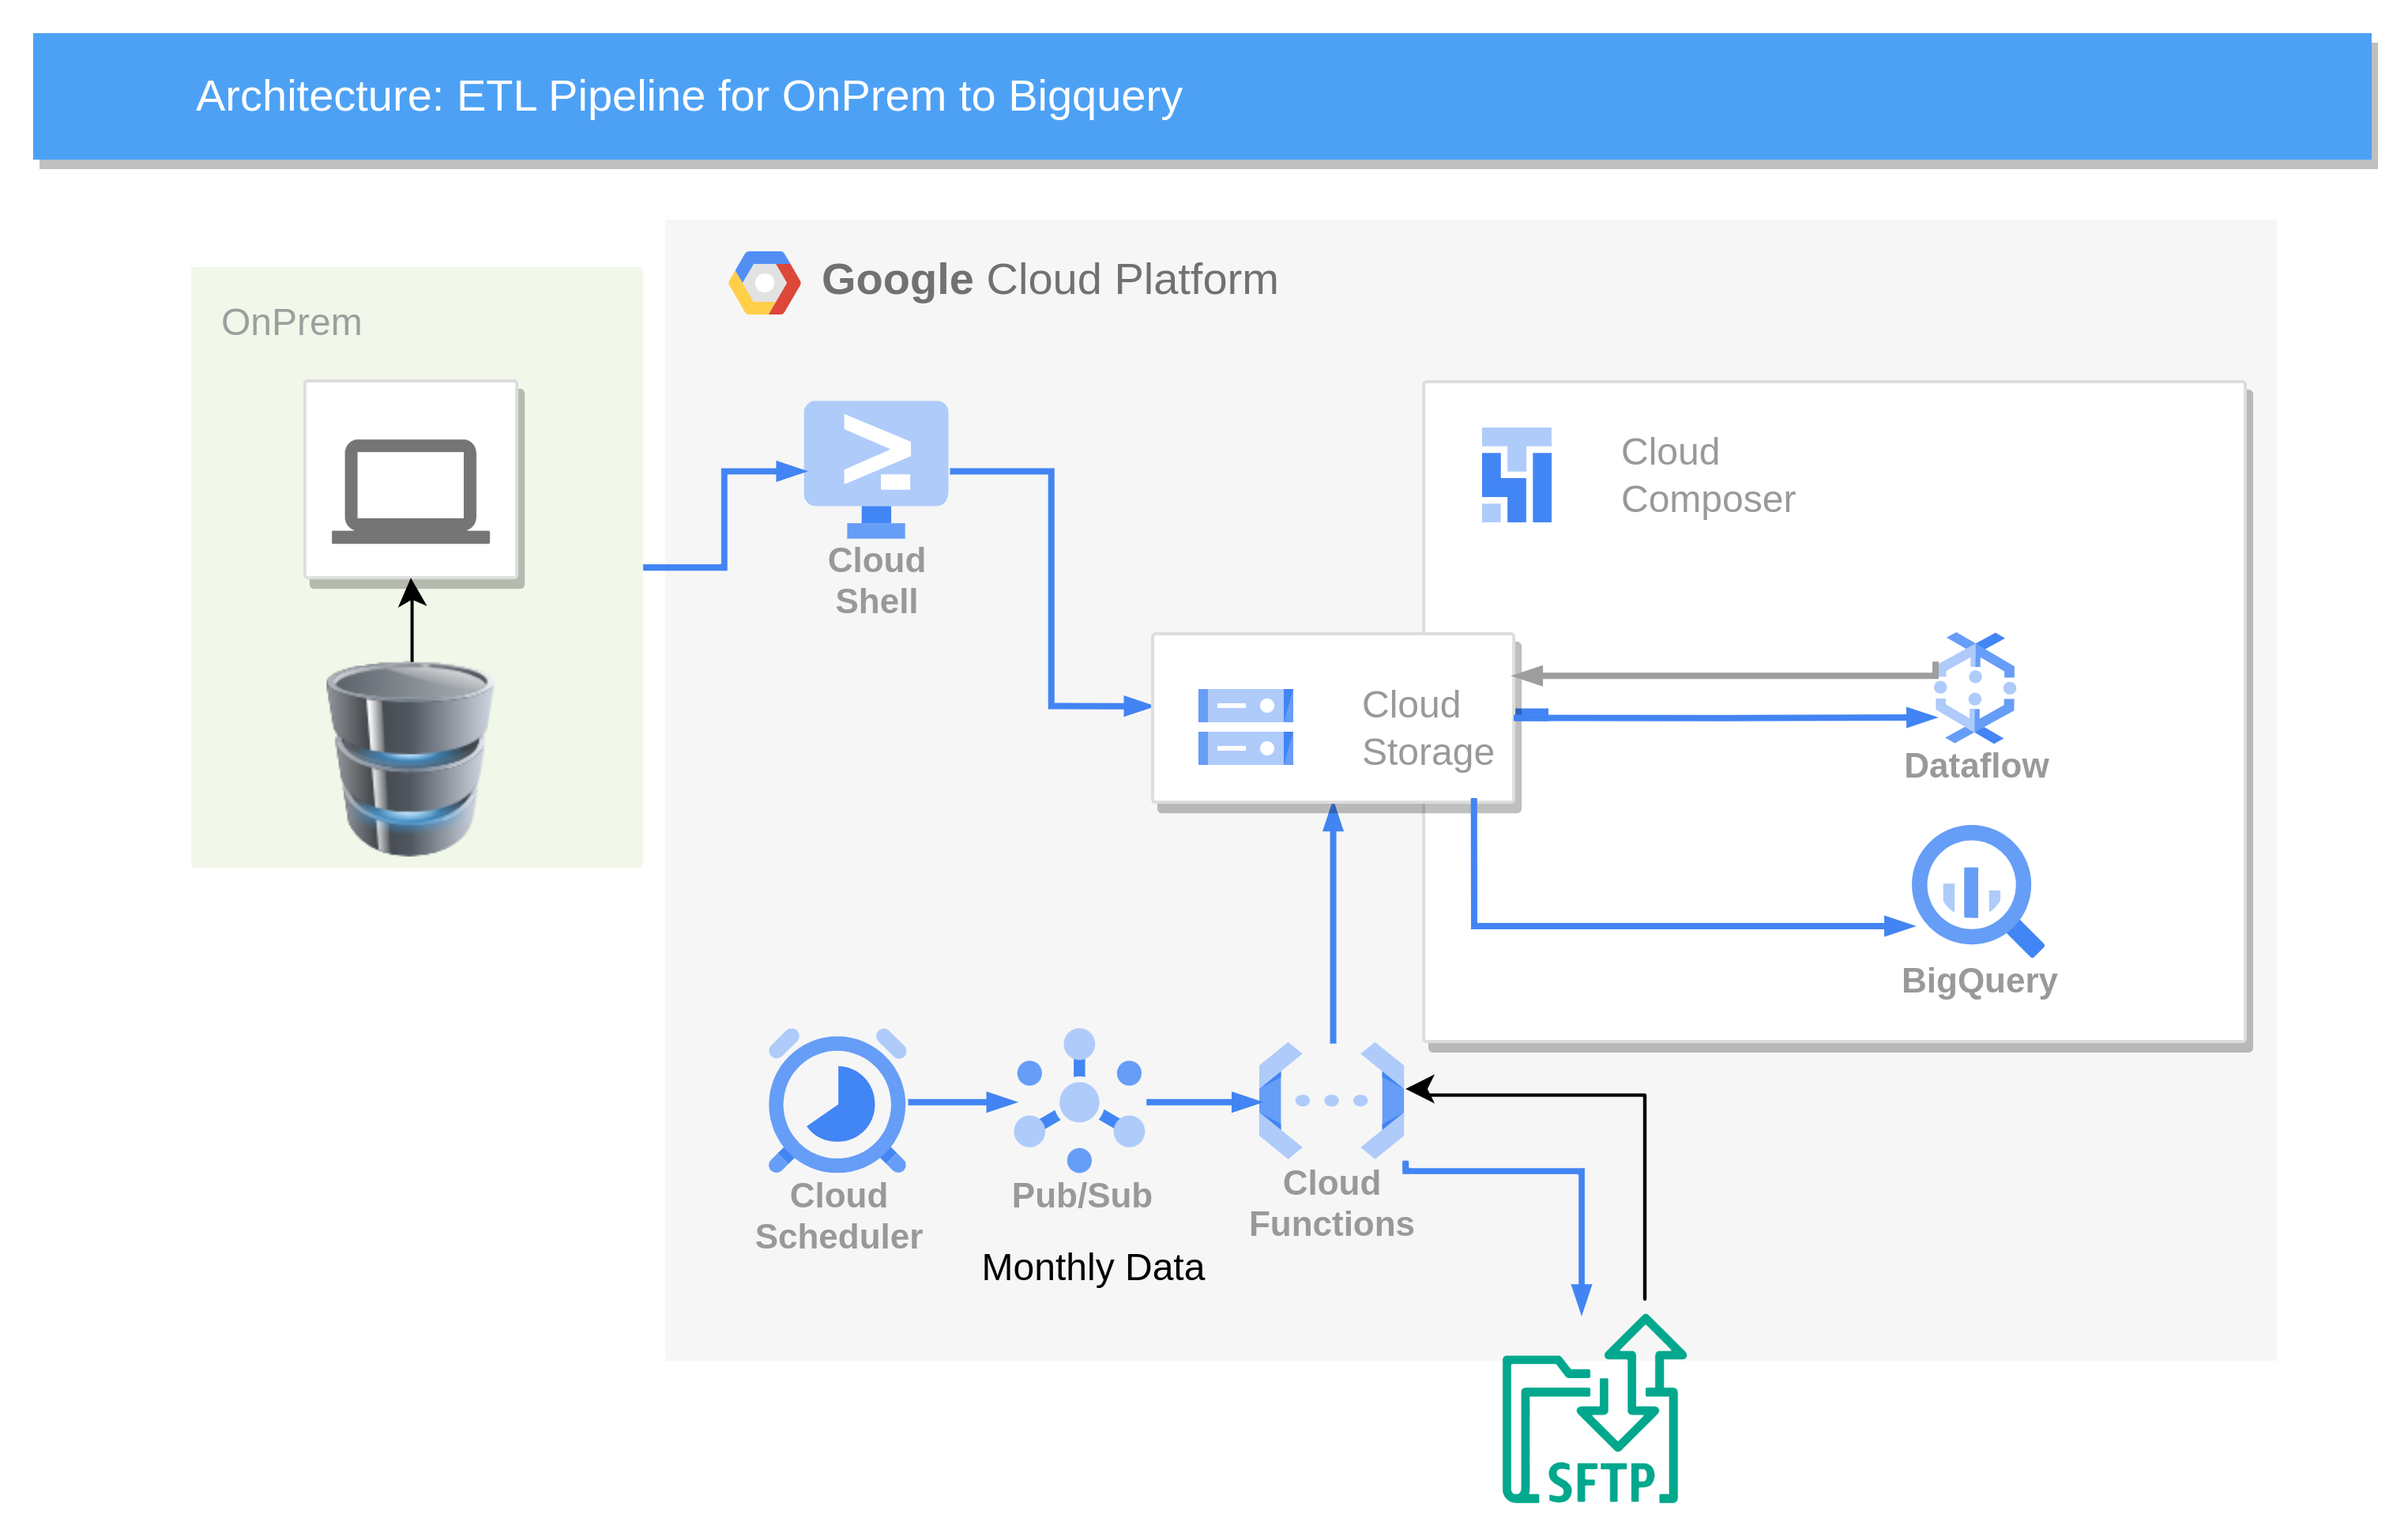 Architecture: ETL Pipeline for OnPrem to Bigquery
Google Cloud Platform
OnPrem
Cloud
Composer
Cloud
Shell
Cloud
Storage
Dataflow
BigQuery
Cloud
Scheduler
Pub/Sub
Cloud
Functions
Monthly Data
SFTP